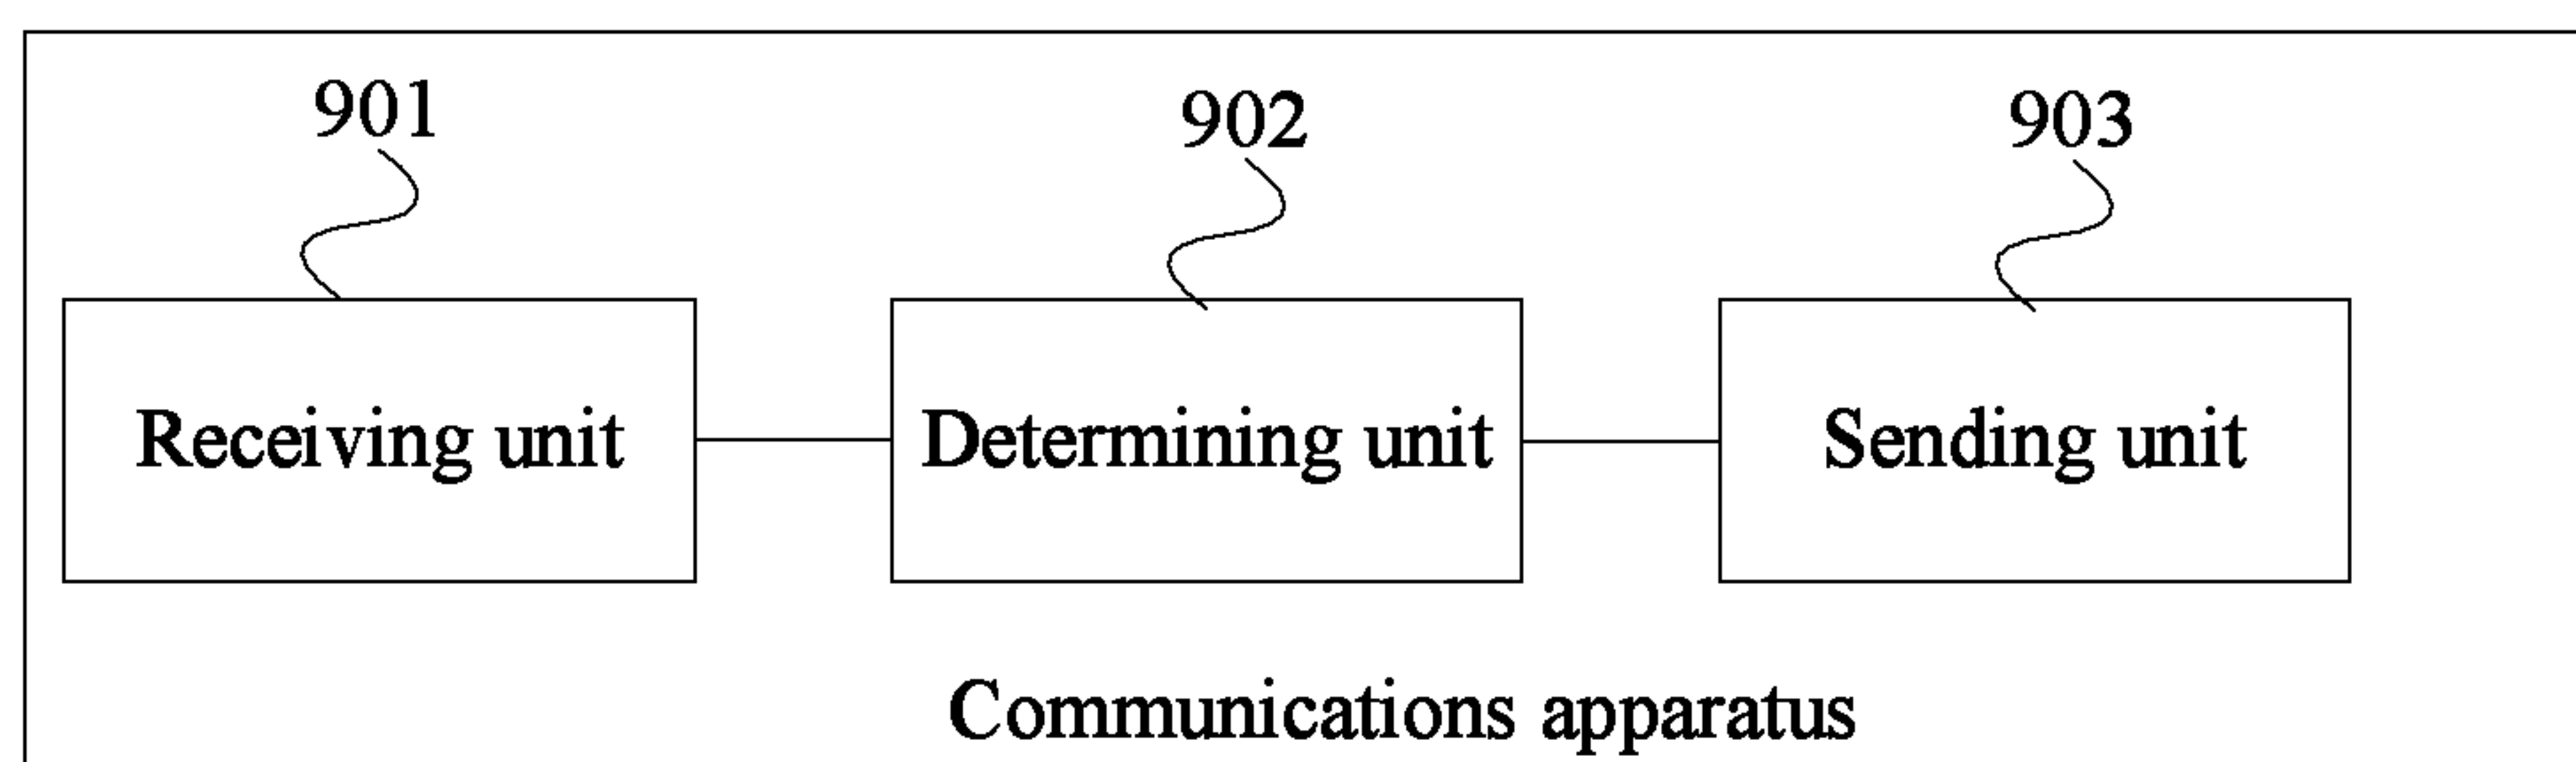 901 902 903
Receiving unit Determining unit Sending unit
Communications apparatus